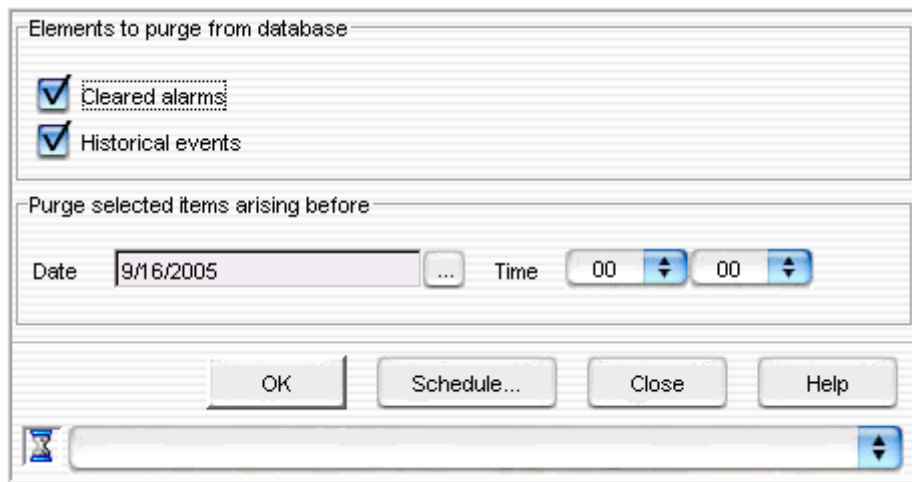 Elements to purge from database
Cleared alarms
Historical events
Purge selected items arising before
Date 9/16/2005 ... Time 00 00
OK Schedule... Close Help